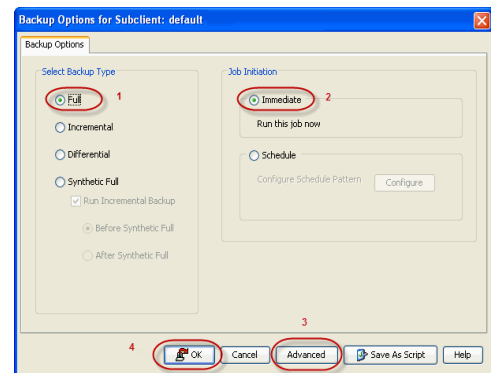 Backup Options for Subclient: default
Backup Options
Select Backup Type
Full
1
Incremental
Differential
Synthetic Full
Run Incremental Backup
Before Synthetic Full
After Synthetic Full
Job Initiation
Immediate
2
Run this job now
Schedule
Configure Schedule Pattern
Configure
3
4
OK
Cancel
Advanced
Save As Script
Help